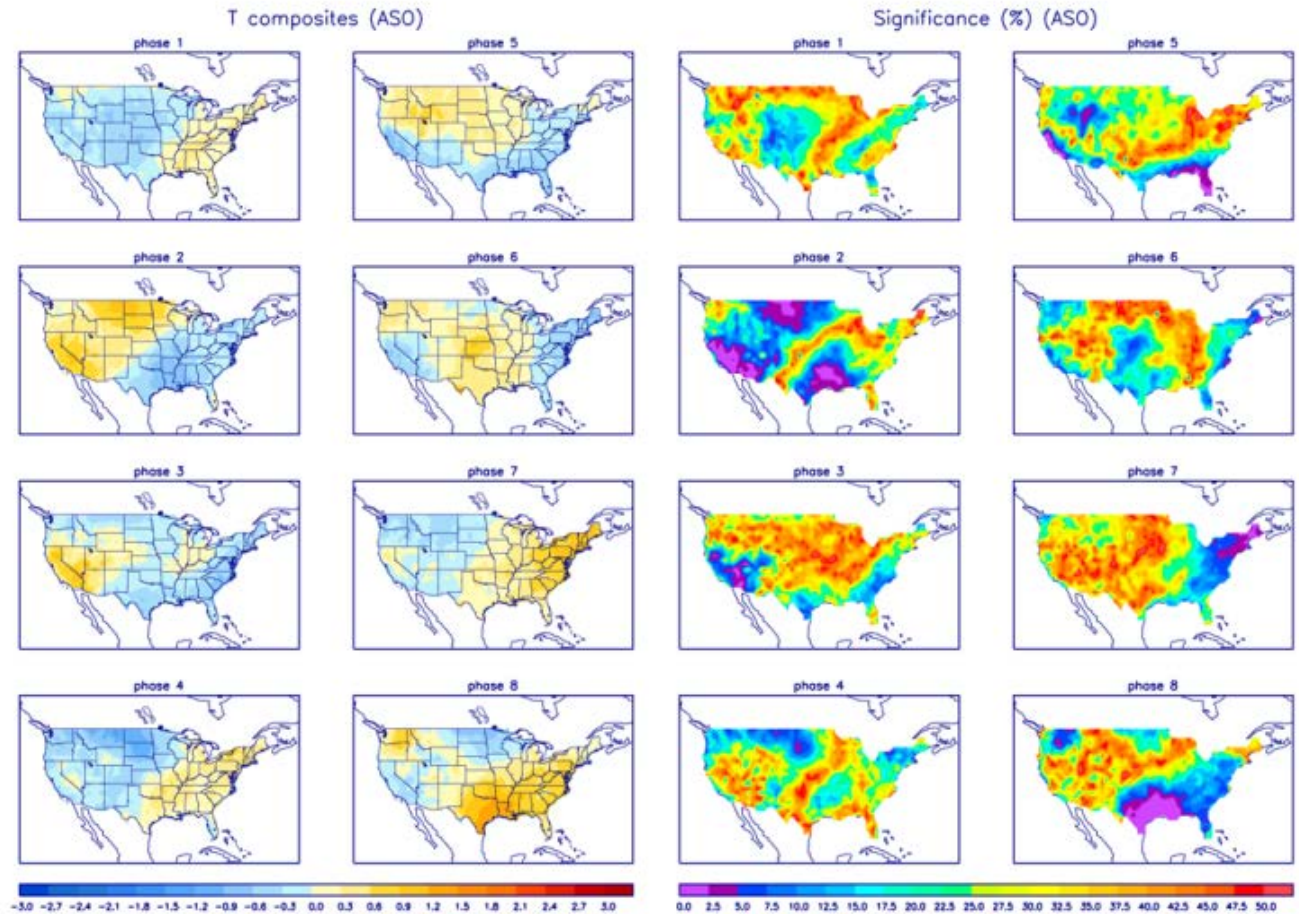 T composites (ASO)
Significance (%) (ASO)
phase 1
phase 5
phase 1
phase 5
phase 2
phase 6
phase 2
phase 6
phase 3
phase 7
phase 3
phase 7
phase 4
phase 8
phase 4
phase 8
-3.0 -2.7 -2.4 -2.1 -1.8 -1.5 -1.2 -0.9 -0.6 -0.3 0.0 0.3 0.6 0.9 1.2 1.5 1.8 2.1 2.4 2.7 3.0
0.0 2.5 5.0 7.5 10.0 12.5 15.0 17.5 20.0 22.5 25.0 27.5 30.0 32.5 35.0 37.5 40.0 42.5 45.0 47.5 50.0